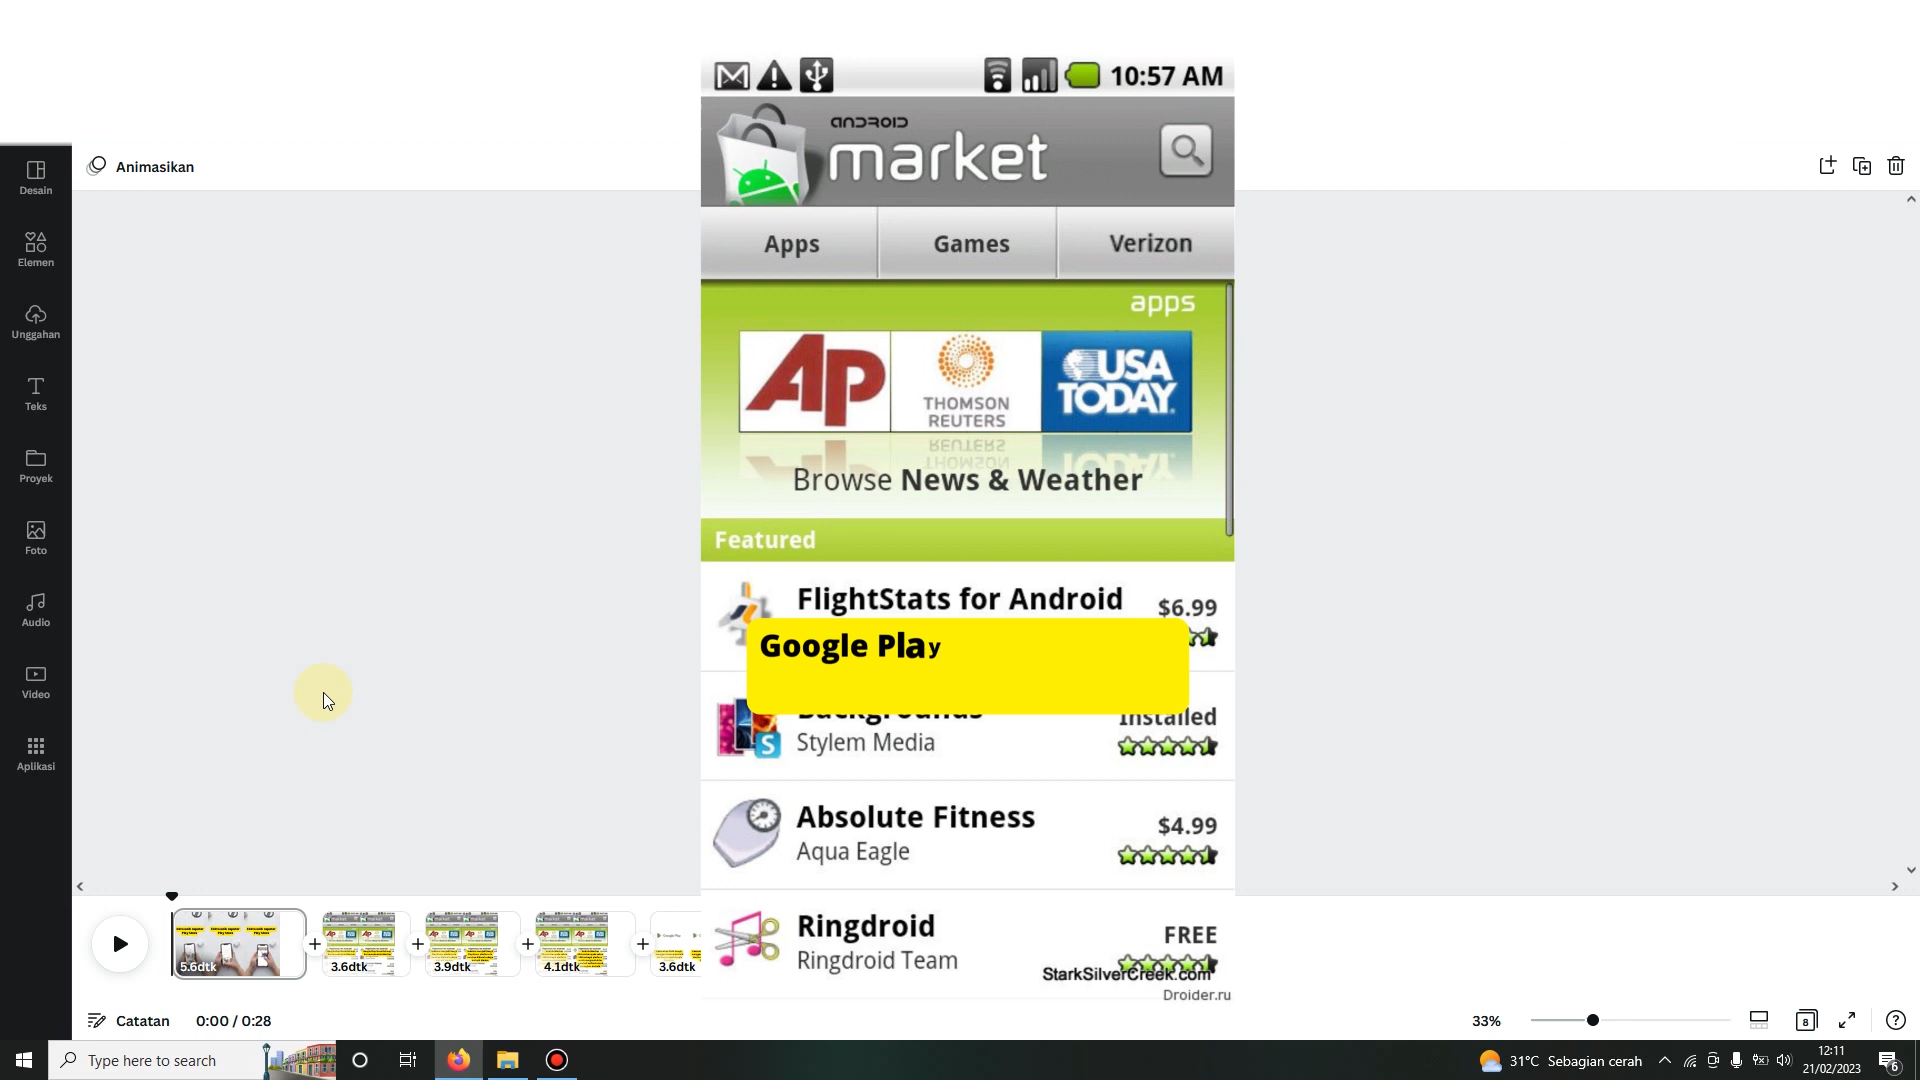 10:57 AM
ANDROID
market
Apps
Games
Verizon
apps
AP
THOMSON
REUTERS
USA
TODAY
Browse News & Weather
Featured
FlightStats for Android
$6.99
Google Play
Backgrounds
Installed
Stylem Media
Absolute Fitness
$4.99
Aqua Eagle
Ringdroid
FREE
Ringdroid Team
StarkSilverCreek.com
Droider.ru
Animasikan
Desain
Elemen
Unggahan
Teks
Proyek
Foto
Audio
Video
Aplikasi
5.6dtk
3.6dtk
3.9dtk
4.1dtk
3.6dtk
Catatan
0:00 / 0:28
33%
8
Type here to search
31°C Sebagian cerah
12:11
21/02/2023
6